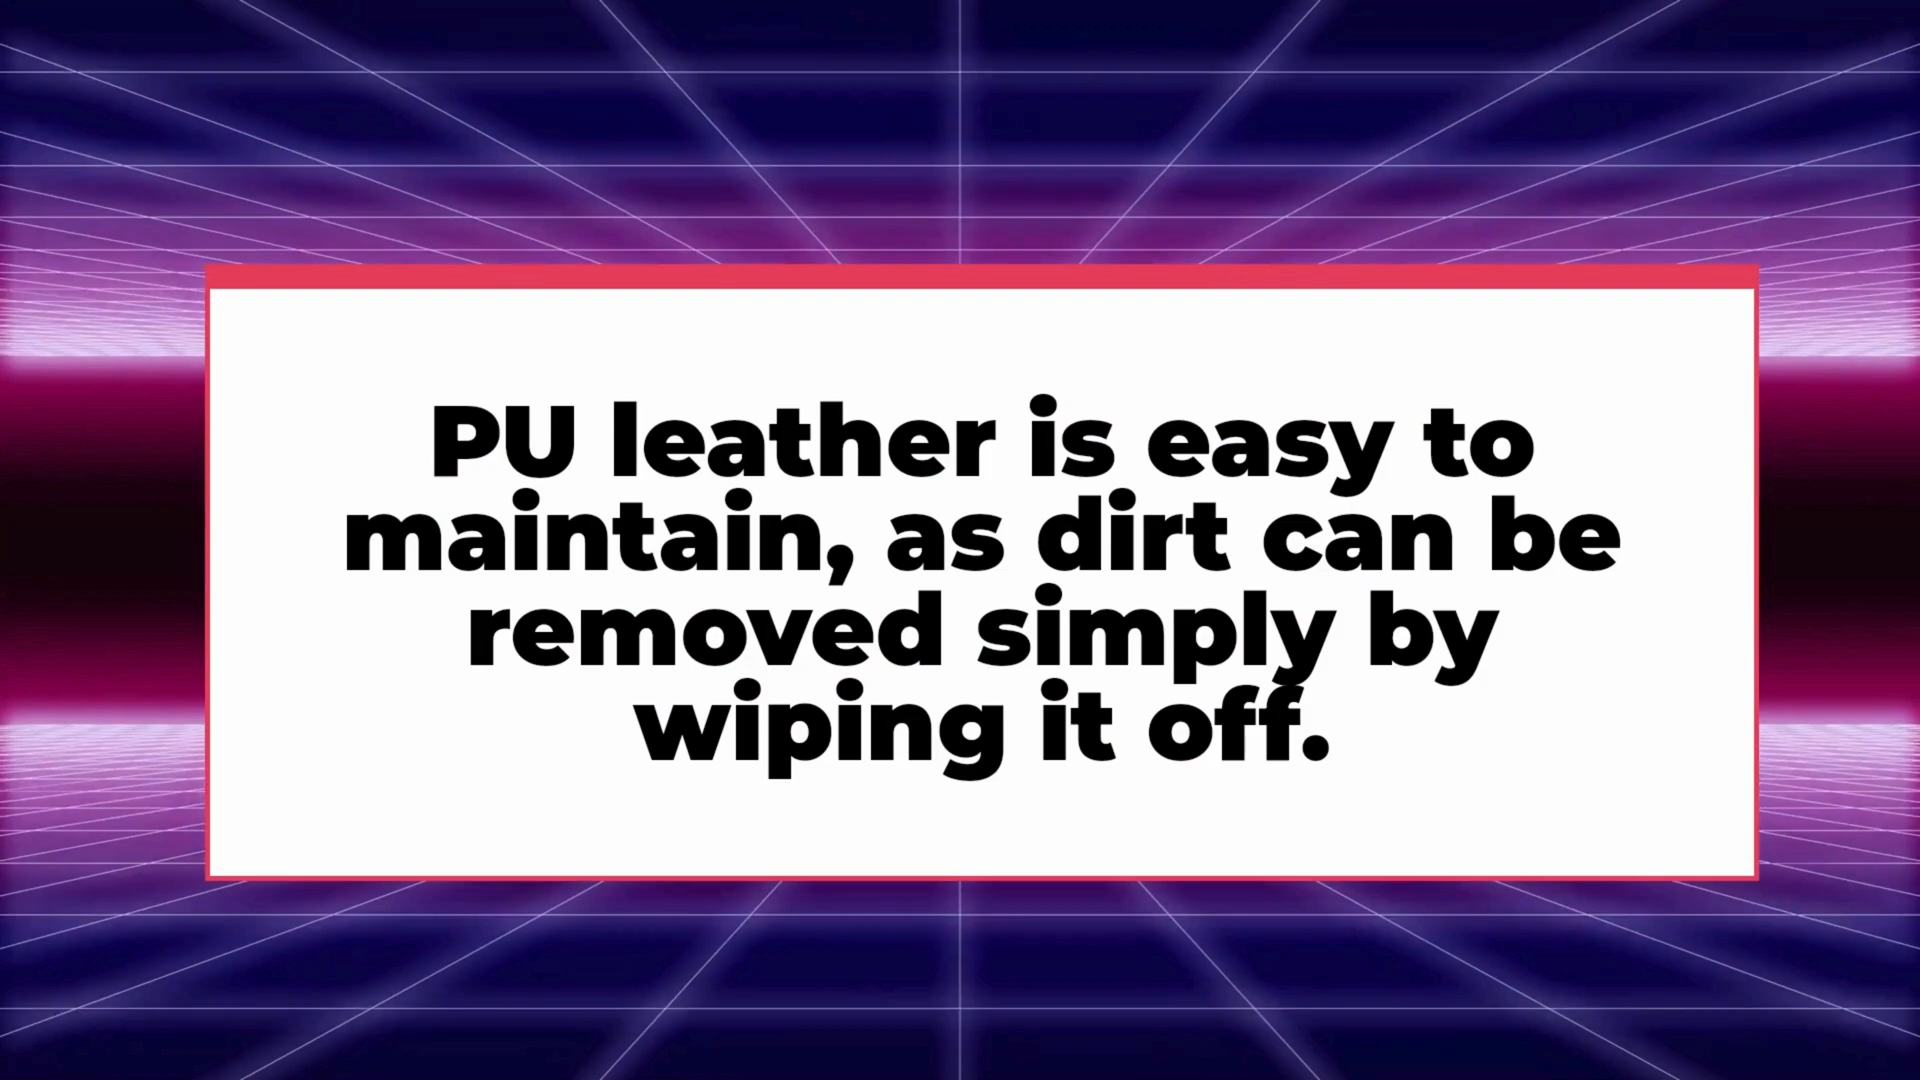 PU leather is easy to
maintain, as dirt can be
removed simply by
wiping it off.